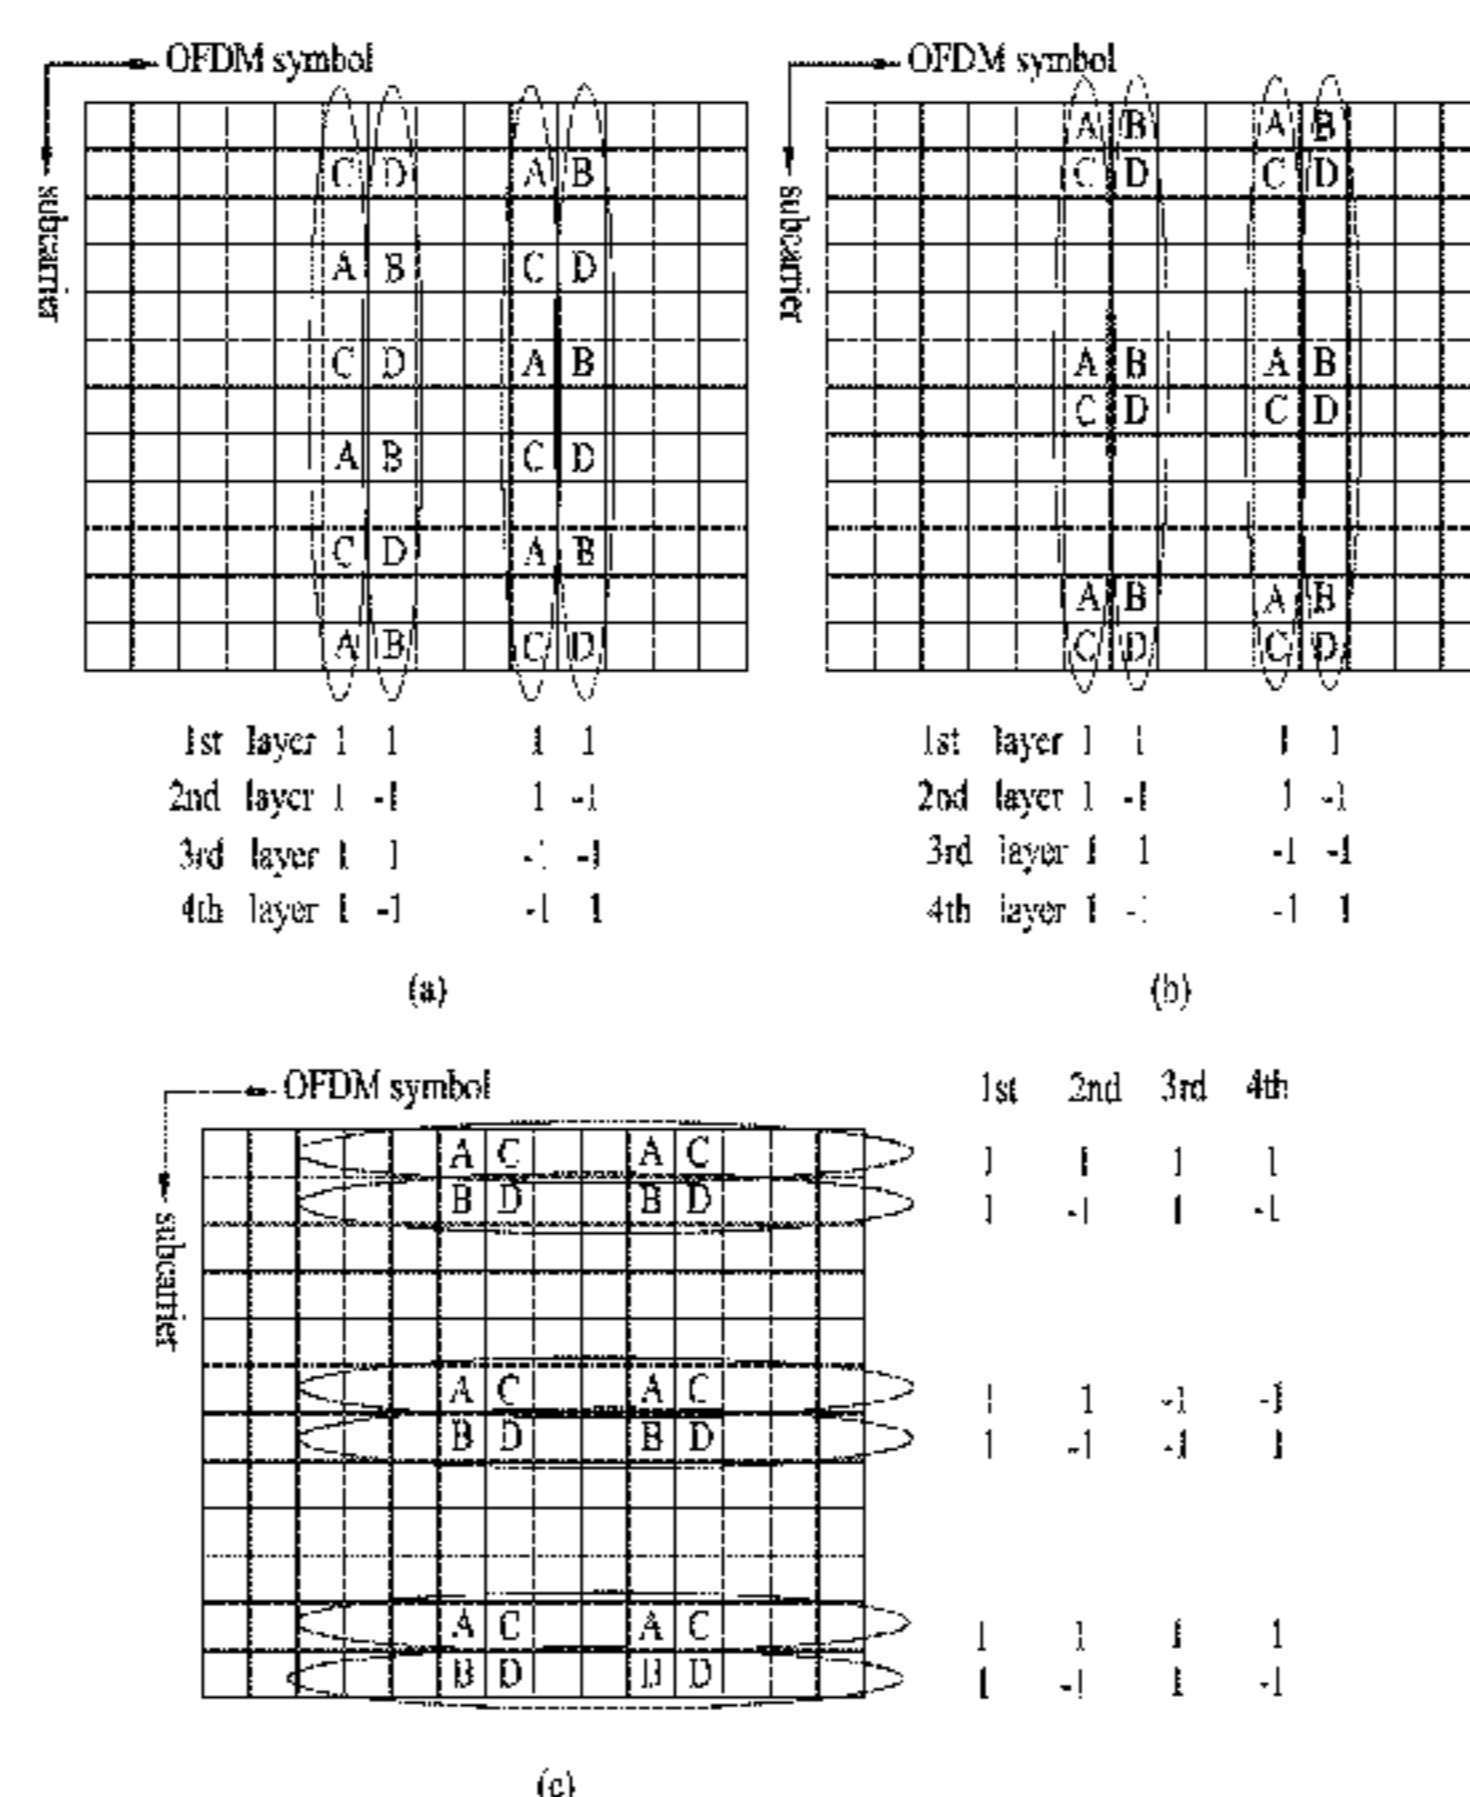 OFDM symbol
subcarrier
C D A B
A B C D
C D A B
A B C D
C D A B
A B C D
1st layer 1 1 1 1
2nd layer 1 -1 1 -1
3rd layer 1 1 -1 -1
4th layer 1 -1 -1 1
(a)
OFDM symbol
subcarrier
A B A B
C D C D
A B A B
C D C D
A B A B
C D C D
1st layer 1 1 1 1
2nd layer 1 -1 1 -1
3rd layer 1 1 -1 -1
4th layer 1 -1 -1 1
(b)
OFDM symbol
subcarrier
1st 2nd 3rd 4th
A C A C 1 1 1 1
B D B D 1 -1 1 -1
A C A C 1 1 -1 -1
B D B D 1 -1 -1 1
A C A C 1 1 1 1
B D B D 1 -1 1 -1
(c)